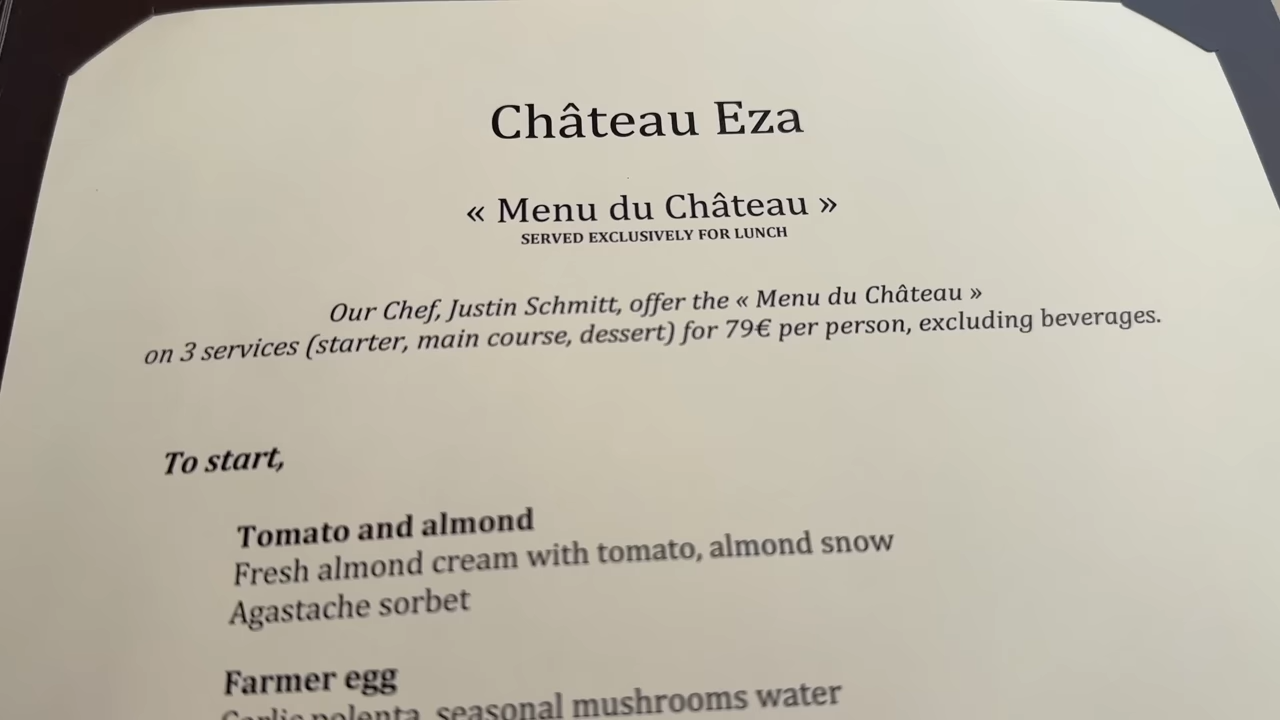 Château Eza
« Menu du Château »
SERVED EXCLUSIVELY FOR LUNCH
Our Chef, Justin Schmitt, offer the « Menu du Château »
on 3 services (starter, main course, dessert) for 79€ per person, excluding beverages.
To start,
Tomato and almond
Fresh almond cream with tomato, almond snow
Agastache sorbet
Farmer egg
Garlic polenta, seasonal mushrooms water